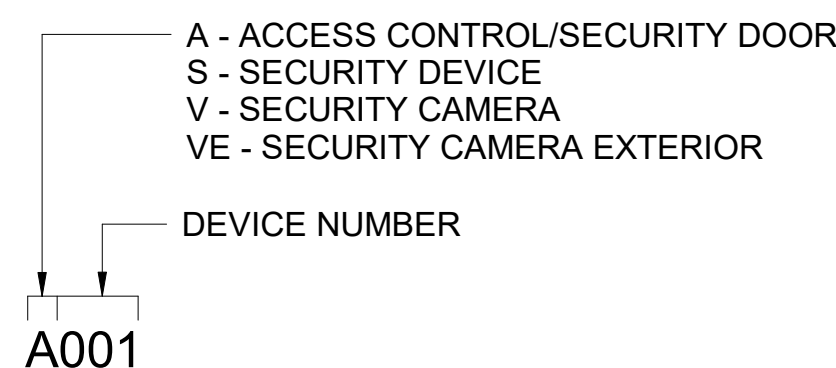 A - ACCESS CONTROL/SECURITY DOOR
S - SECURITY DEVICE
V - SECURITY CAMERA
VE - SECURITY CAMERA EXTERIOR
DEVICE NUMBER
A001